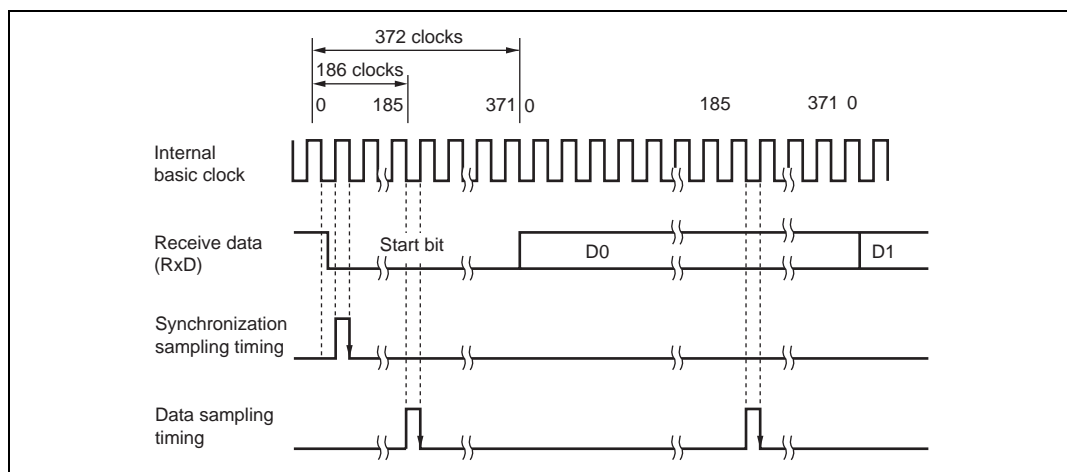 372 clocks
186 clocks
0 185 371 0 185 371 0
Internal
basic clock
Receive data
(RxD)
Start bit D0 D1
Synchronization
sampling timing
Data sampling
timing